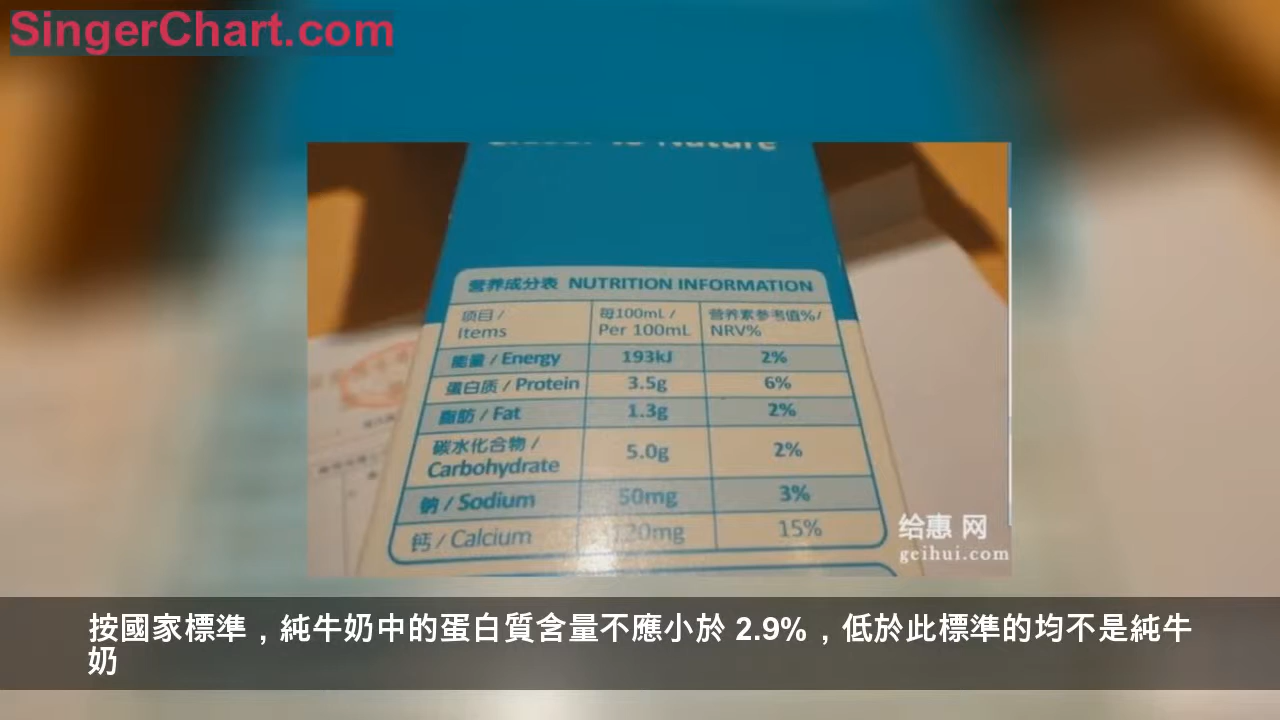 SingerChart.com
Nature
营养成分表 NUTRITION INFORMATION
项目/
Items
每100mL/
Per 100mL
营养素参考值%/
NRV%
能量/Energy 193kJ 2%
蛋白质/Protein 3.5g 6%
脂肪/Fat 1.3g 2%
碳水化合物/
Carbohydrate
5.0g 2%
钠/Sodium 50mg 3%
钙/Calcium 120mg 15%
给惠 网
geihui.com
按國家標準，純牛奶中的蛋白質含量不應小於 2.9%，低於此標準的均不是純牛
奶